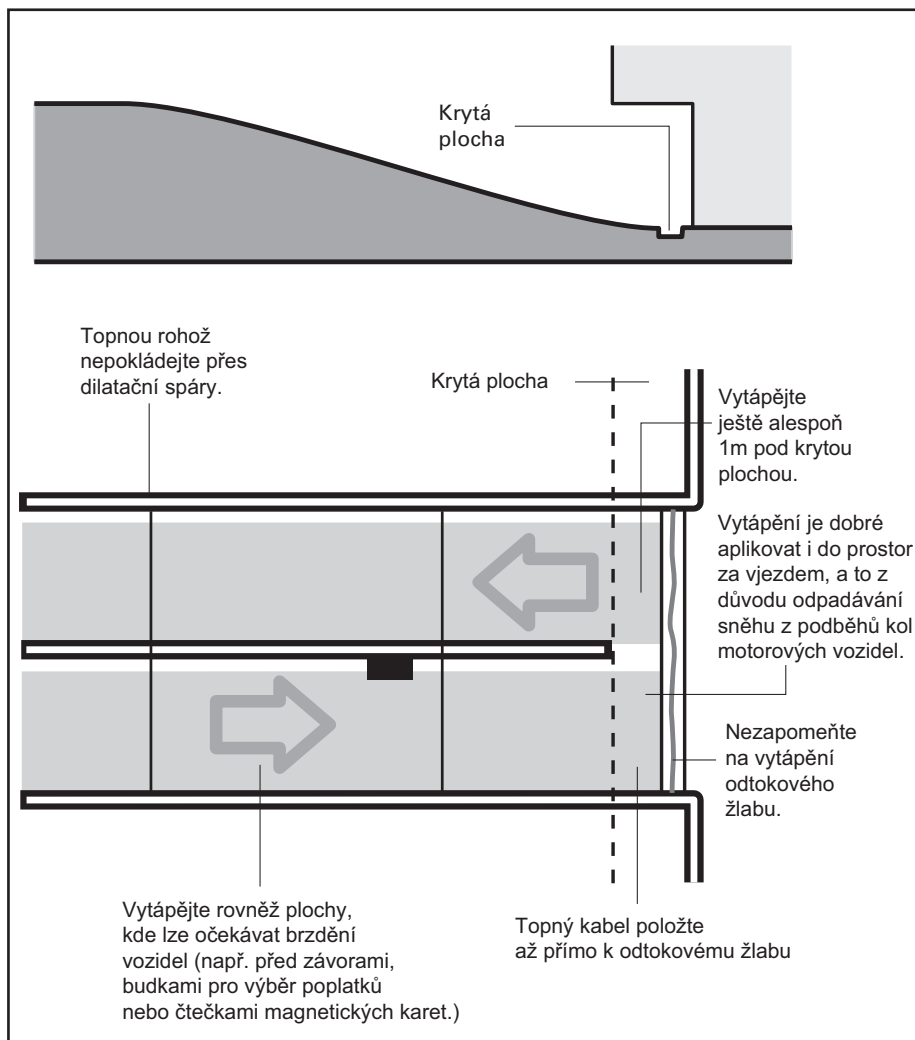 Krytá
plocha
Topnou rohož
nepokládejte přes
dilatační spáry.
Krytá plocha
Vytápějte
ještě alespoň
1m pod krytou
plochou.
Vytápění je dobré
aplikovat i do prostor
za vjezdem, a to z
důvodu odpadávání
sněhu z podběhů kol
motorových vozidel.
Nezapomeňte
na vytápění
odtokového
žlabu.
Vytápějte rovněž plochy,
kde lze očekávat brzdění
vozidel (např. před závorami,
budkami pro výběr poplatků
nebo čtečkami magnetických karet.)
Topný kabel položte
až přímo k odtokovému žlabu